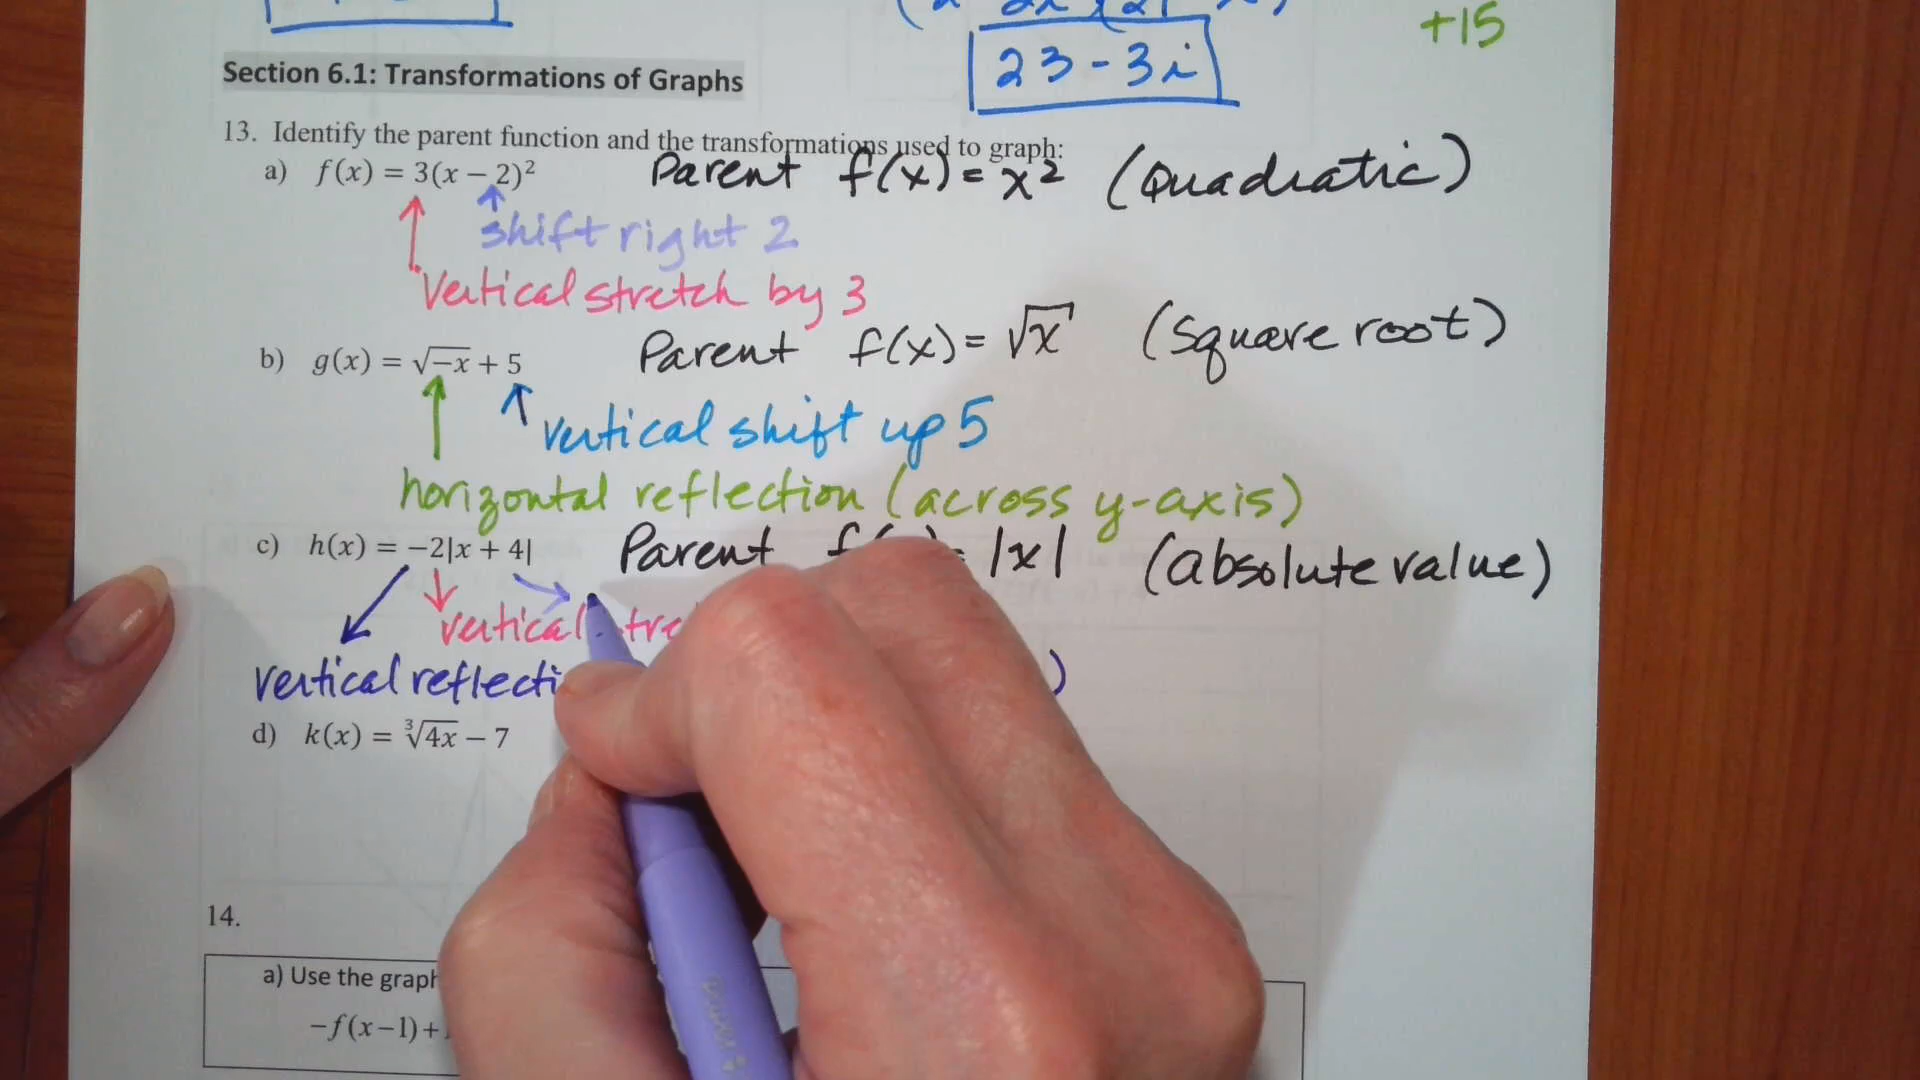 +15
23-3i
Section 6.1: Transformations of Graphs
13. Identify the parent function and the transformations used to graph:
a) f(x) = 3(x − 2)² Parent f(x) = x² (Quadratic)
shift right 2
Vertical stretch by 3
b) g(x) = √−x + 5 Parent f(x) = √x (Square root)
vertical shift up 5
horizontal reflection (across y-axis)
c) h(x) = −2|x + 4| Parent |x| (absolute value)
vertical
vertical )
d) k(x) = ∛4x − 7
14.
a) Use the
−f(x−1)+